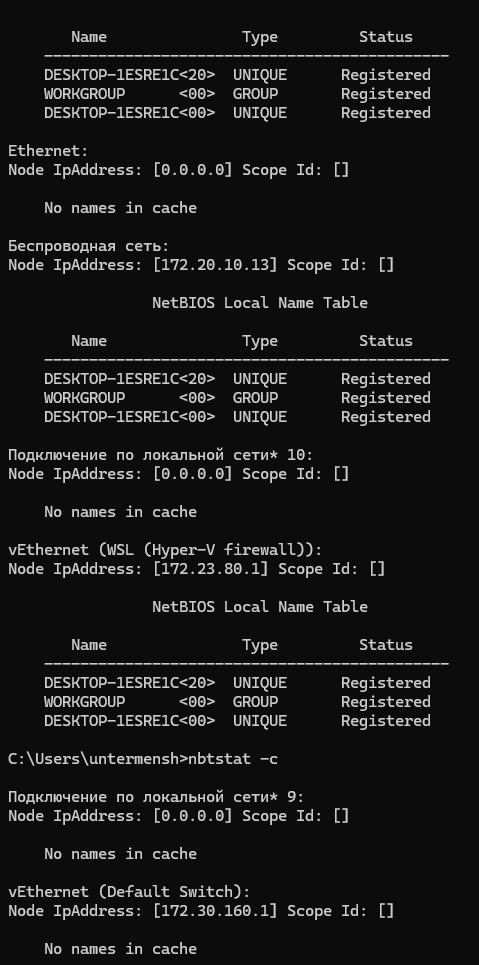 Name Type Status
---------------------------------------------
DESKTOP-1ESRE1C<20> UNIQUE Registered
WORKGROUP <00> GROUP Registered
DESKTOP-1ESRE1C<00> UNIQUE Registered
Ethernet:
Node IpAddress: [0.0.0.0] Scope Id: []
No names in cache
Беспроводная сеть:
Node IpAddress: [172.20.10.13] Scope Id: []
NetBIOS Local Name Table
Name Type Status
---------------------------------------------
DESKTOP-1ESRE1C<20> UNIQUE Registered
WORKGROUP <00> GROUP Registered
DESKTOP-1ESRE1C<00> UNIQUE Registered
Подключение по локальной сети* 10:
Node IpAddress: [0.0.0.0] Scope Id: []
No names in cache
vEthernet (WSL (Hyper-V firewall)):
Node IpAddress: [172.23.80.1] Scope Id: []
NetBIOS Local Name Table
Name Type Status
---------------------------------------------
DESKTOP-1ESRE1C<20> UNIQUE Registered
WORKGROUP <00> GROUP Registered
DESKTOP-1ESRE1C<00> UNIQUE Registered
C:\Users\untermensh>nbtstat -c
Подключение по локальной сети* 9:
Node IpAddress: [0.0.0.0] Scope Id: []
No names in cache
vEthernet (Default Switch):
Node IpAddress: [172.30.160.1] Scope Id: []
No names in cache